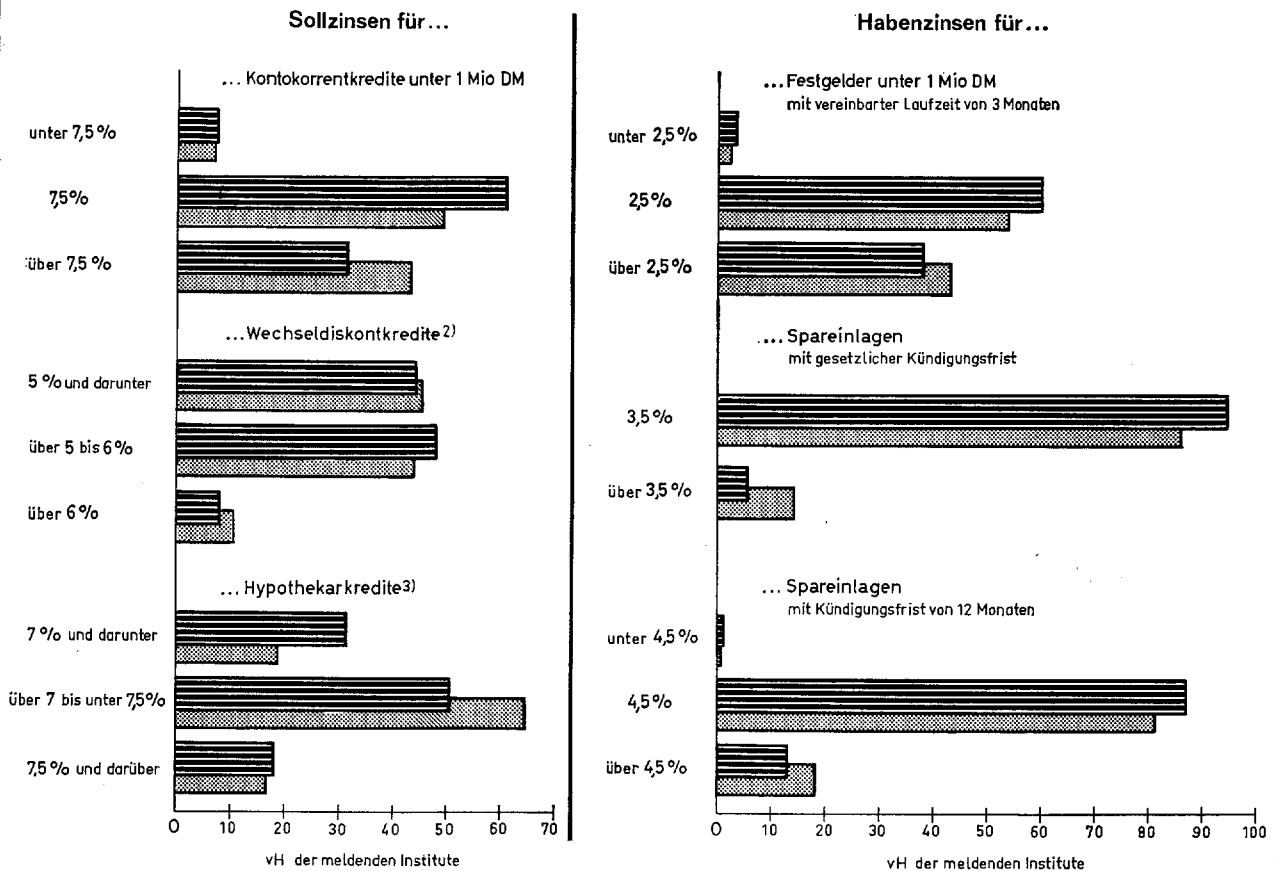 Sollzinsen für...
... Kontokorrentkredite unter 1 Mio DM
unter 7,5%
7,5%
über 7,5 %
...Wechseldiskontkredite2)
5 % und darunter
über 5 bis 6%
über 6%
... Hypothekarkredite3)
7 % und darunter
über 7 bis unter 7,5%
7,5 % und darüber
0 10 20 30 40 50 60 70
vH der meldenden Institute
Habenzinsen für...
...Festgelder unter 1 Mio DM
mit vereinbarter Laufzeit von 3 Monaten
unter 2,5%
2,5%
über 2,5%
... Spareinlagen
mit gesetzlicher Kündigungsfrist
3,5%
über 3,5%
... Spareinlagen
mit Kündigungsfrist von 12 Monaten
unter 4,5%
4,5%
über 4,5%
0 10 20 30 40 50 60 70 80 90 100
vH der meldenden Institute